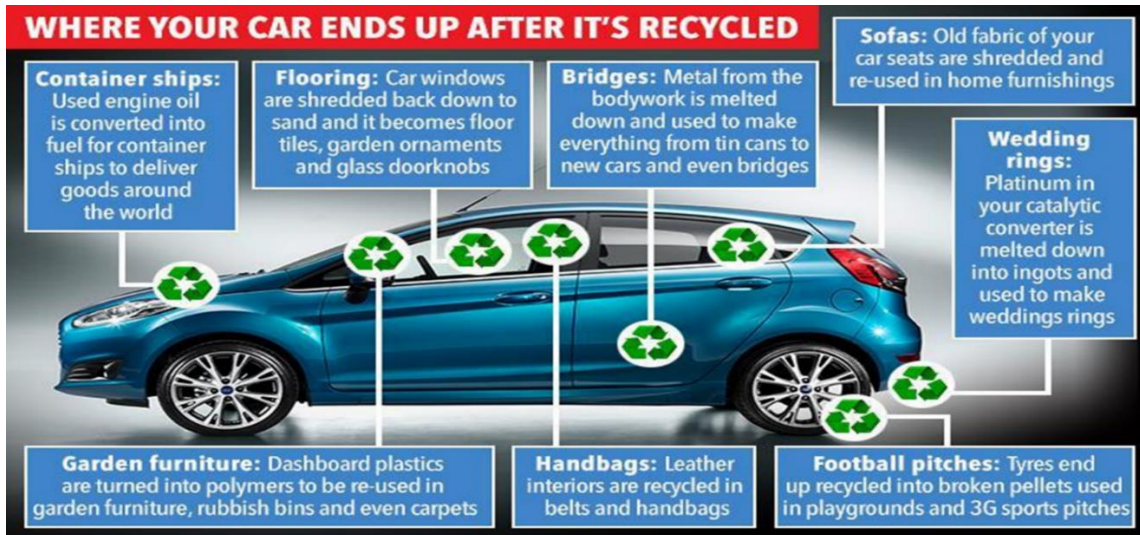 WHERE YOUR CAR ENDS UP AFTER IT'S RECYCLED
Container ships:
Used engine oil
is converted into
fuel for container
ships to deliver
goods around
the world
Flooring: Car windows
are shredded back down to
sand and it becomes floor
tiles, garden ornaments
and glass doorknobs
Bridges: Metal from the
bodywork is melted
down and used to make
everything from tin cans to
new cars and even bridges
Sofas: Old fabric of your
car seats are shredded and
re-used in home furnishings
Wedding
rings:
Platinum in
your catalytic
converter is
melted down
into ingots and
used to make
weddings rings
Garden furniture: Dashboard plastics
are turned into polymers to be re-used in
garden furniture, rubbish bins and even carpets
Handbags: Leather
interiors are recycled in
belts and handbags
Football pitches: Tyres end
up recycled into broken pellets used
in playgrounds and 3G sports pitches